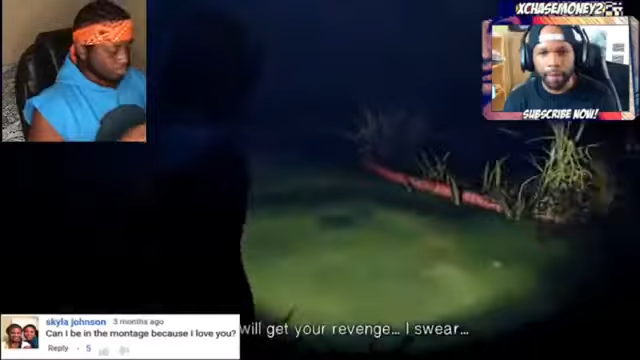 XCHASEMONEY2
SUBSCRIBE NOW!
skyla johnson 3 months ago
Can I be in the montage because I love you?
Reply · 5
will get your revenge... I swear...